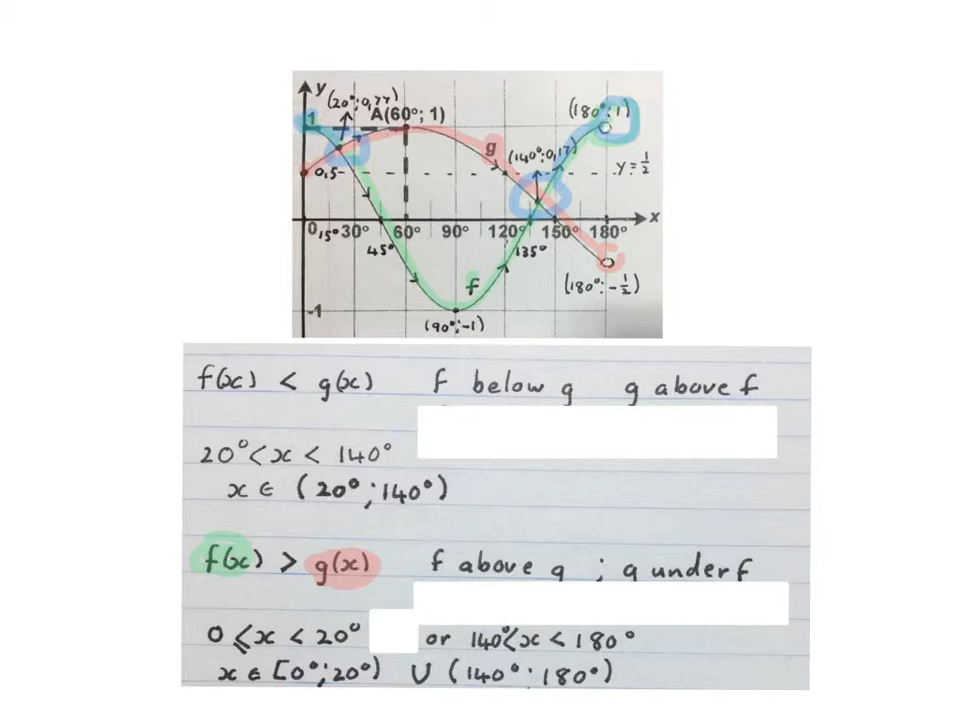 y
(20°;0,77)
A(60°; 1)
(180°;1)
1
g
(140°;0,17)
0,5
y = 1/2
x
0 15° 30° 45° 60° 90° 120° 135° 150° 180°
f
(180°;-1/2)
-1
(90°;-1)
f(x) < g(x) f below g g above f
20° < x < 140°
x ∈ (20°;140°)
f(x) > g(x) f above g ; g under f
0 ⩽ x < 20° or 140° < x < 180°
x ∈ [0°;20°) ∪ (140°;180°)